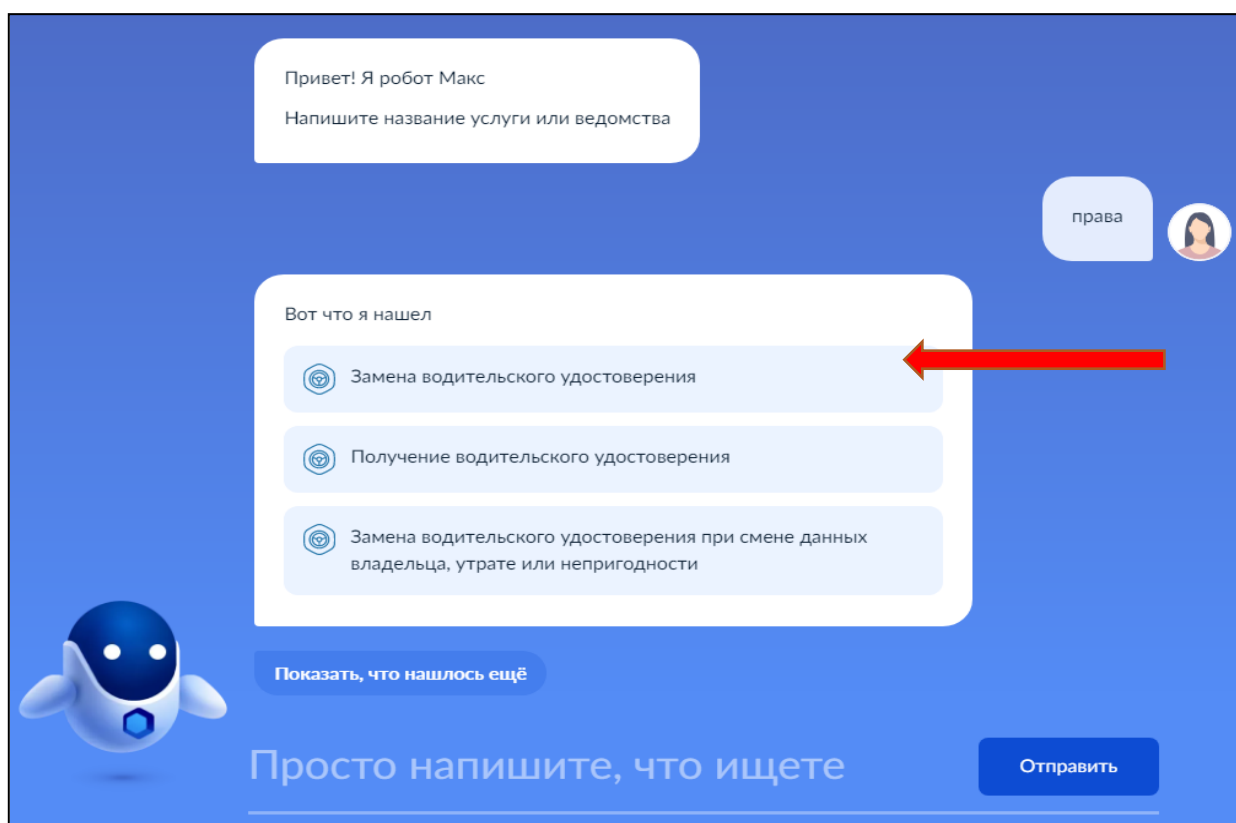 Привет! Я робот Макс
Напишите название услуги или ведомства
права
Вот что я нашел
Замена водительского удостоверения
Получение водительского удостоверения
Замена водительского удостоверения при смене данных
владельца, утрате или непригодности
Показать, что нашлось ещё
Просто напишите, что ищете
Отправить